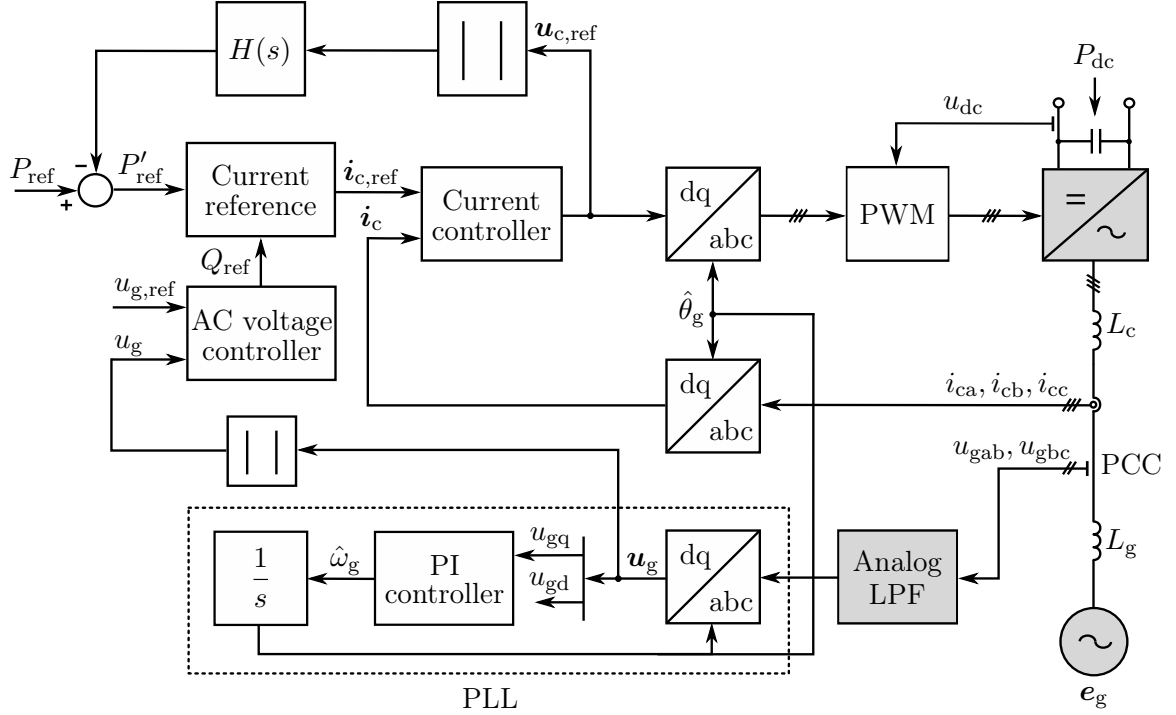 P_dc
u_c,ref
H(s)
| |
u_dc
P_ref
−
+
P′_ref
Current
reference
i_c,ref
i_c
Current
controller
dq
abc
PWM
=
∼
Q_ref
u_g,ref
u_g
AC voltage
controller
θ̂_g
L_c
dq
abc
i_ca, i_cb, i_cc
| |
u_gab, u_gbc
PCC
1
s
ω̂_g
PI
controller
u_gq
u_gd
u_g
dq
abc
Analog
LPF
L_g
∼
PLL
e_g